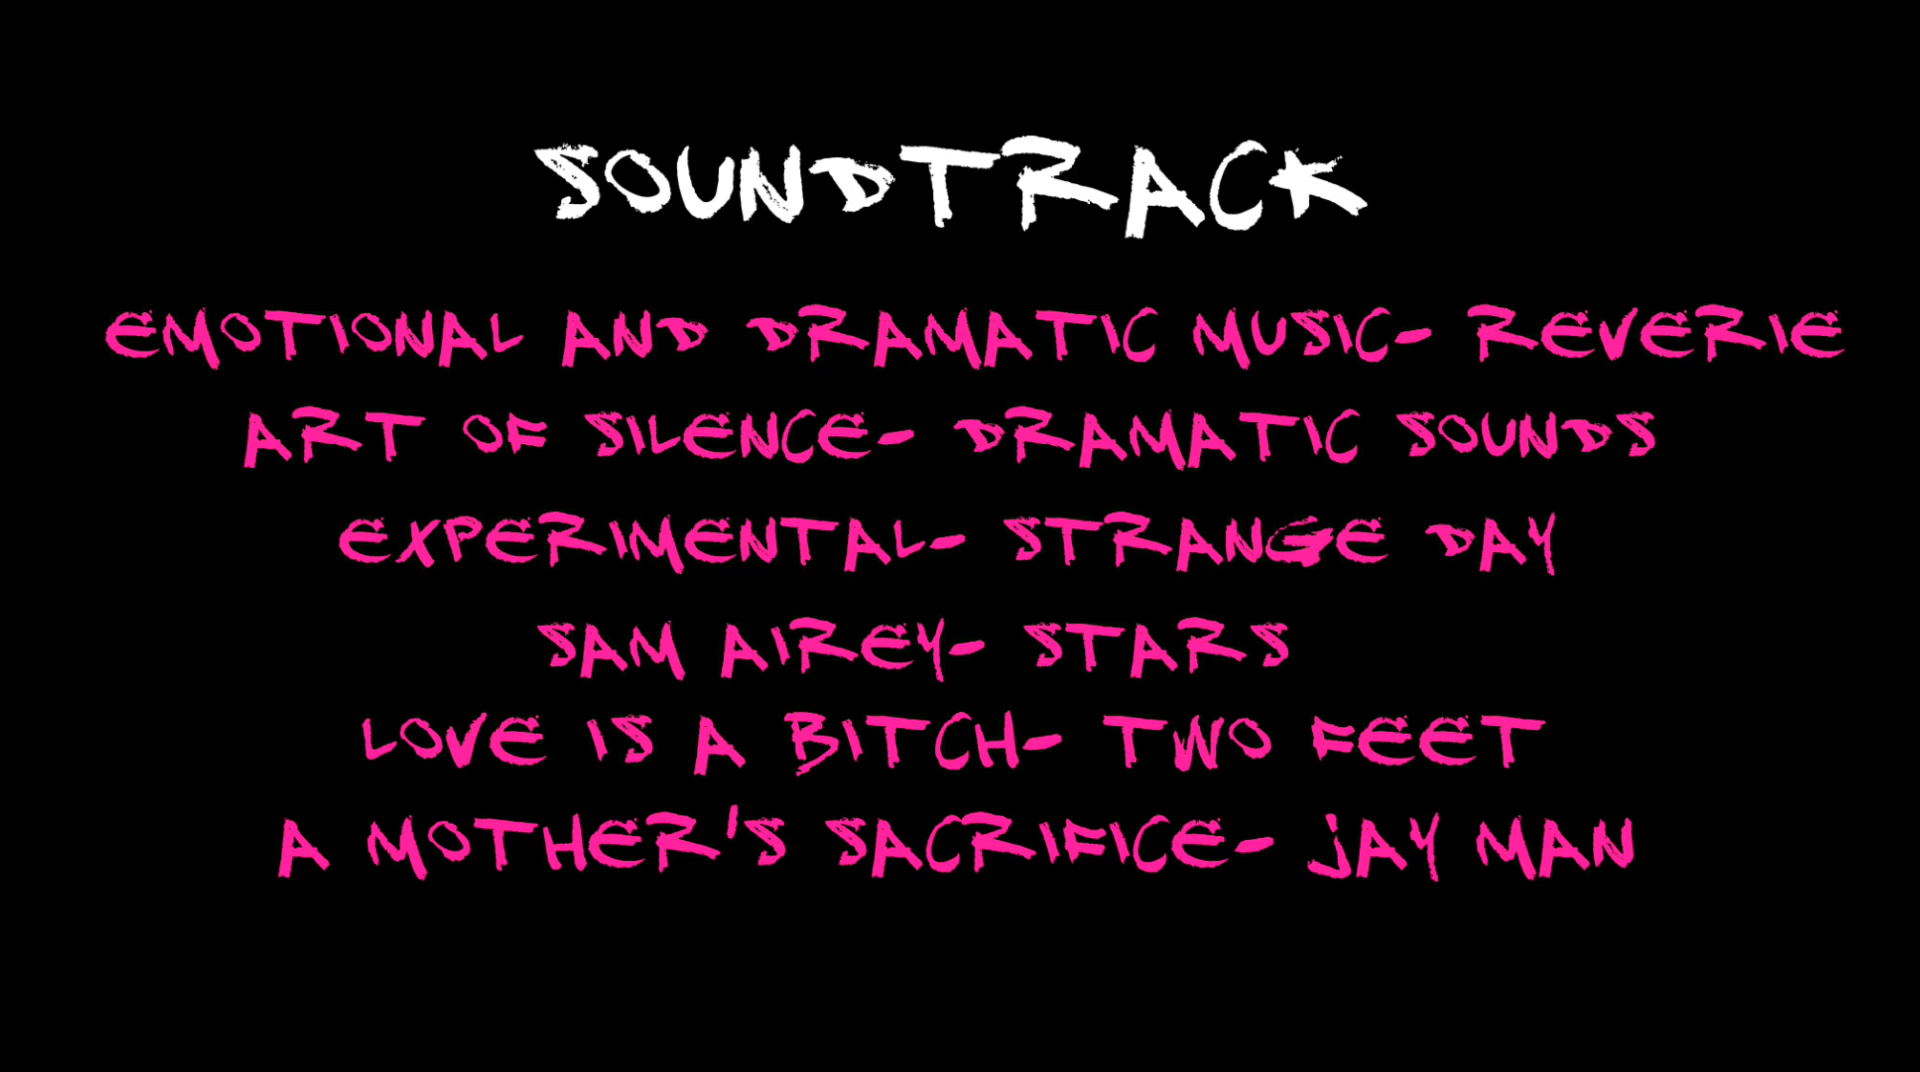 SOUNDTRACK
EMOTIONAL AND DRAMATIC MUSIC- REVERIE
ART OF SILENCE- DRAMATIC SOUNDS
EXPERIMENTAL- STRANGE DAY
SAM AIREY- STARS
LOVE IS A BITCH- TWO FEET
A MOTHER'S SACRIFICE- JAY MAN